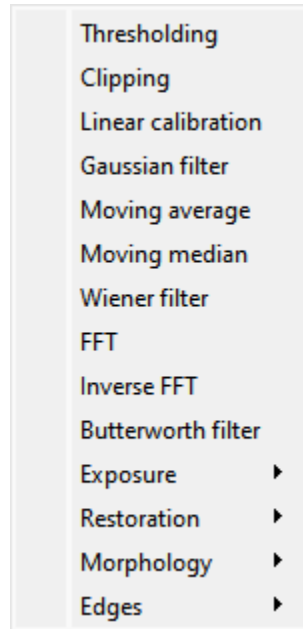 Thresholding
Clipping
Linear calibration
Gaussian filter
Moving average
Moving median
Wiener filter
FFT
Inverse FFT
Butterworth filter
Exposure
Restoration
Morphology
Edges